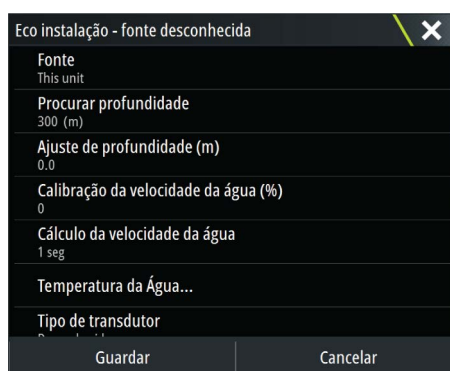 Eco instalação - fonte desconhecida
Fonte
This unit
Procurar profundidade
300 (m)
Ajuste de profundidade (m)
0.0
Calibração da velocidade da água (%)
0
Cálculo da velocidade da água
1 seg
Temperatura da Água...
Tipo de transdutor
Guardar
Cancelar